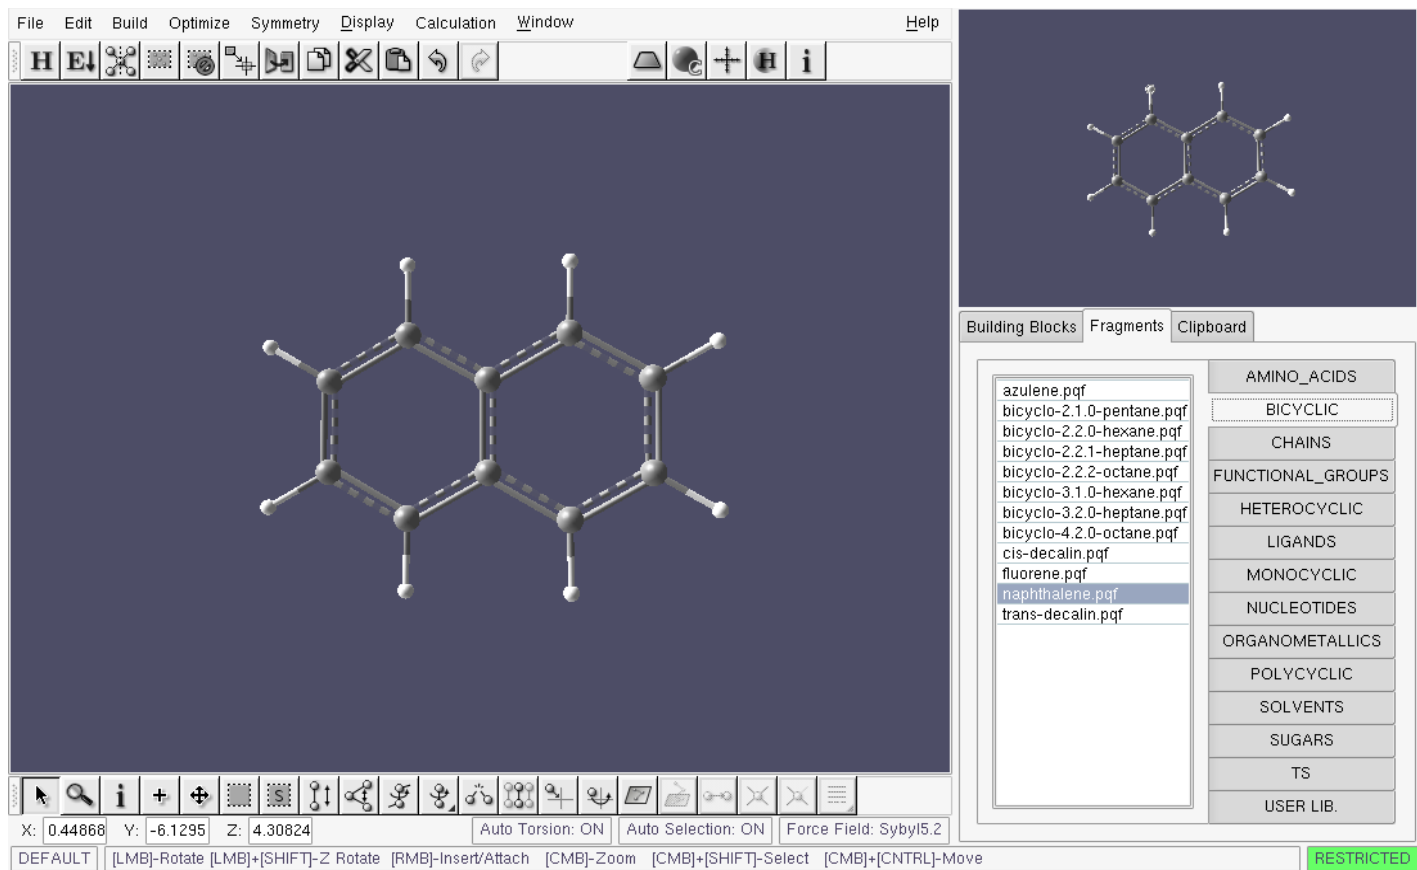 File Edit Build Optimize Symmetry Display Calculation Window Help
H E H i
C
Building Blocks Fragments Clipboard
azulene.pqf
bicyclo-2.1.0-pentane.pqf
bicyclo-2.2.0-hexane.pqf
bicyclo-2.2.1-heptane.pqf
bicyclo-2.2.2-octane.pqf
bicyclo-3.1.0-hexane.pqf
bicyclo-3.2.0-heptane.pqf
bicyclo-4.2.0-octane.pqf
cis-decalin.pqf
fluorene.pqf
naphthalene.pqf
trans-decalin.pqf
AMINO_ACIDS
BICYCLIC
CHAINS
FUNCTIONAL_GROUPS
HETEROCYCLIC
LIGANDS
MONOCYCLIC
NUCLEOTIDES
ORGANOMETALLICS
POLYCYCLIC
SOLVENTS
SUGARS
TS
USER LIB.
i S
X: 0.44868 Y: -6.1295 Z: 4.30824 Auto Torsion: ON Auto Selection: ON Force Field: Sybyl5.2
DEFAULT [LMB]-Rotate [LMB]+[SHIFT]-Z Rotate [RMB]-Insert/Attach [CMB]-Zoom [CMB]+[SHIFT]-Select [CMB]+[CNTRL]-Move RESTRICTED